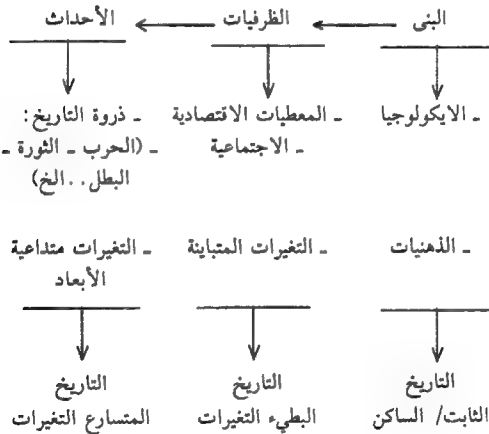 البنى ← الظرفيات ← الأحداث
ـ الايكولوجيا
ـ المعطيات الاقتصادية
ـ الاجتماعية
ـ ذروة التاريخ:
ـ (الحرب ـ الثورة ـ
البطل..الخ)
ـ الذهنيات
ـ التغيرات المتباينة
ـ التغيرات متداعية
الأبعاد
التاريخ
الثابت/ الساكن
التاريخ
البطيء التغيرات
التاريخ
المتسارع التغيرات